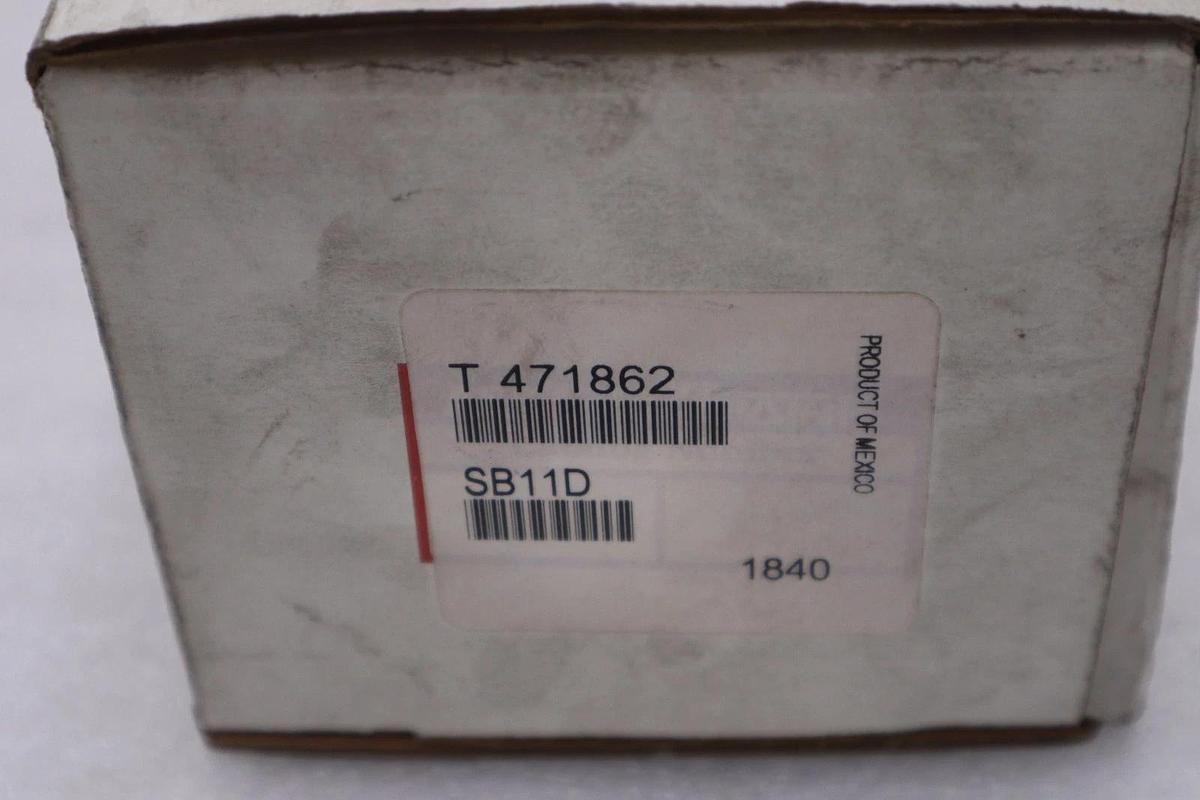 T 471862
SB11D
1840
PRODUCT OF MEXICO